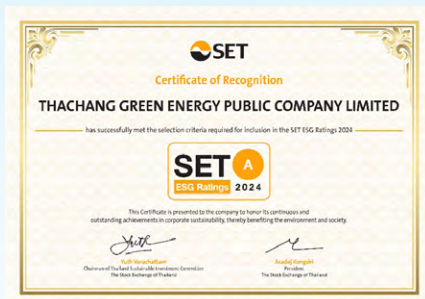 SET
Certificate of Recognition
THACHANG GREEN ENERGY PUBLIC COMPANY LIMITED
has successfully met the selection criteria required for inclusion in the SET ESG Ratings 2024
SET A
ESG Ratings 2024
This Certificate is presented to the company to honor its continuous and
outstanding achievements in corporate sustainability, thereby benefiting the environment and society.
Yuth Vorachattarn
Chairman of Thailand Sustainable Investment Committee
The Stock Exchange of Thailand
Asadej Kongsiri
President
The Stock Exchange of Thailand